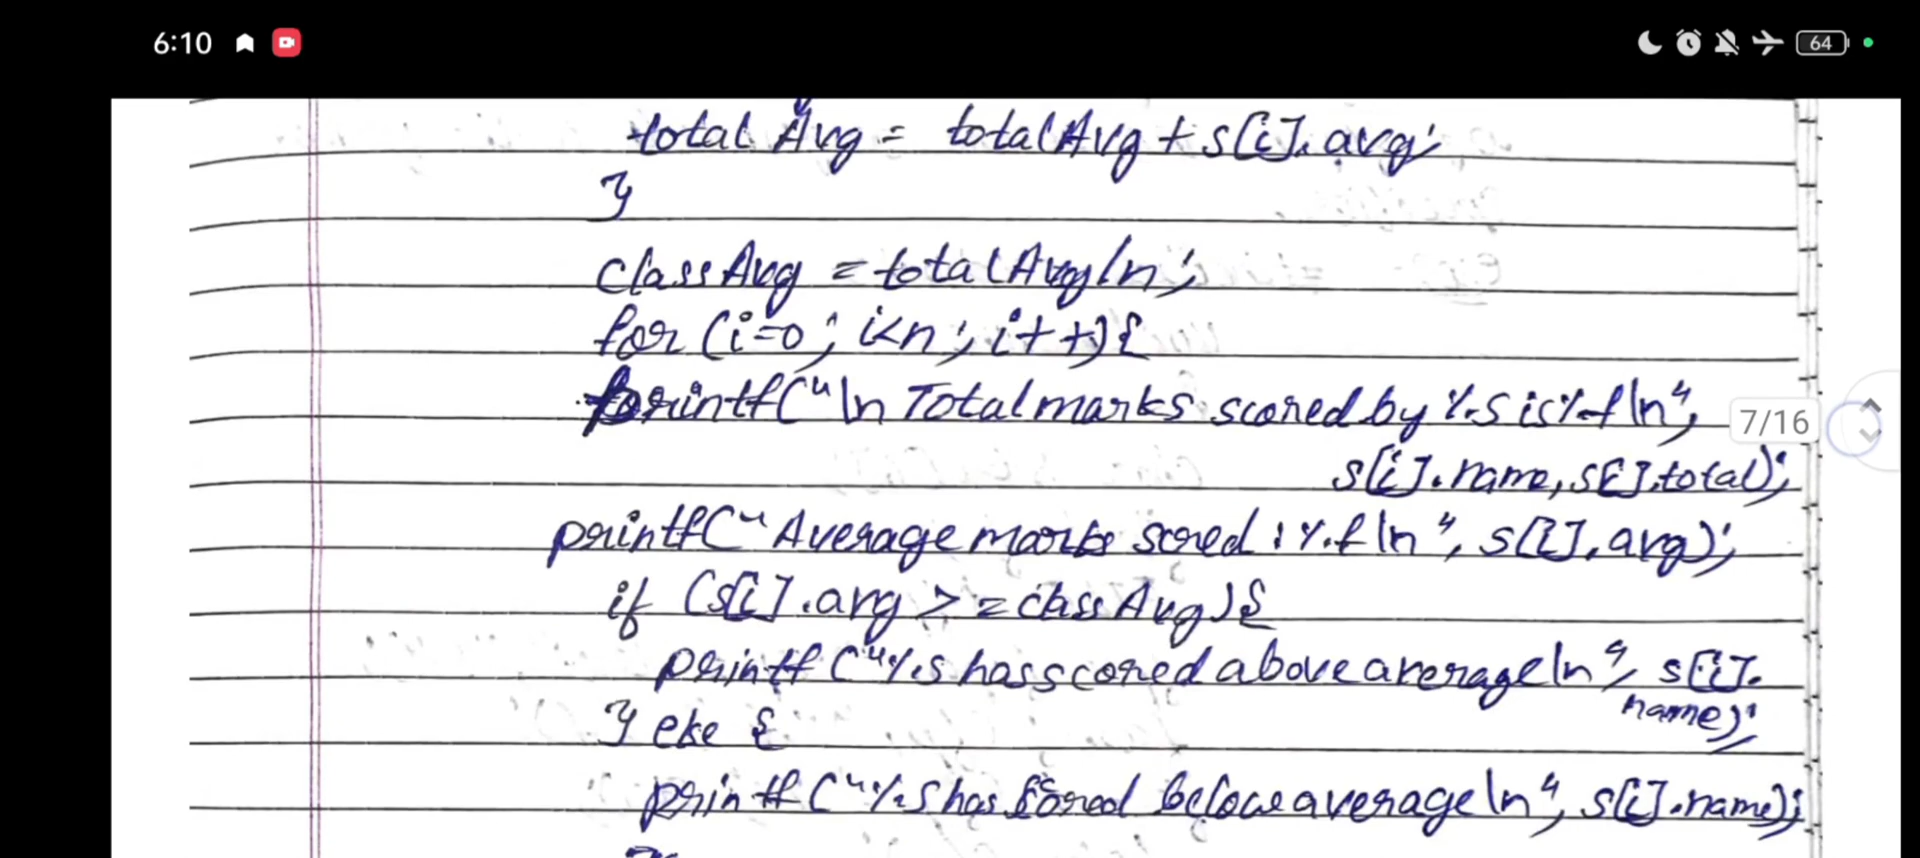 6:10
64
total Avg = totalAvg + s[i].avg;
}
classAvg = totalAvg/n;
for (i=0; i<n; i++){
printf("\n Total marks scored by %s is %f \n",
7/16
s[i].name, s[i].total);
printf("Average marks scored : %.f \n", s[i].avg);
if (s[i].avg >= classAvg){
printf("%s has scored above average \n", s[i].
name);
} else {
printf("%s has scored below average \n", s[i].name);